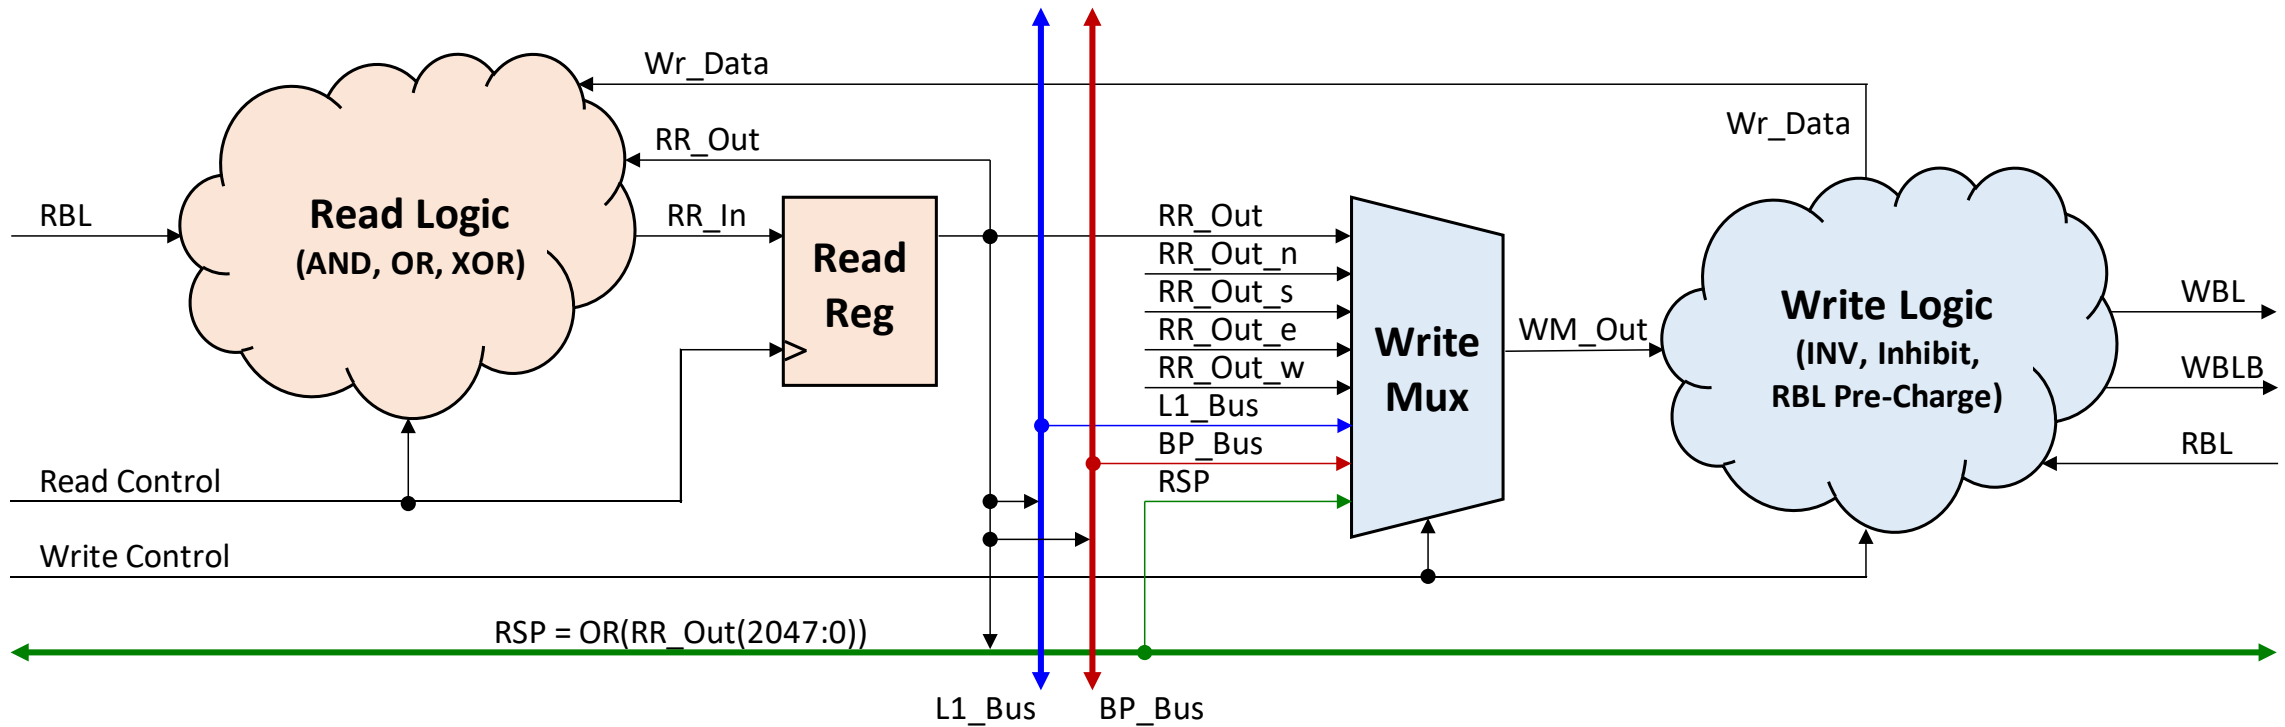 Wr_Data
Wr_Data
RR_Out
RBL
Read Logic
(AND, OR, XOR)
RR_In
Read
Reg
RR_Out
RR_Out_n
RR_Out_s
RR_Out_e
RR_Out_w
L1_Bus
BP_Bus
RSP
Write
Mux
WM_Out
Write Logic
(INV, Inhibit,
RBL Pre-Charge)
WBL
WBLB
RBL
Read Control
Write Control
RSP = OR(RR_Out(2047:0))
L1_Bus
BP_Bus